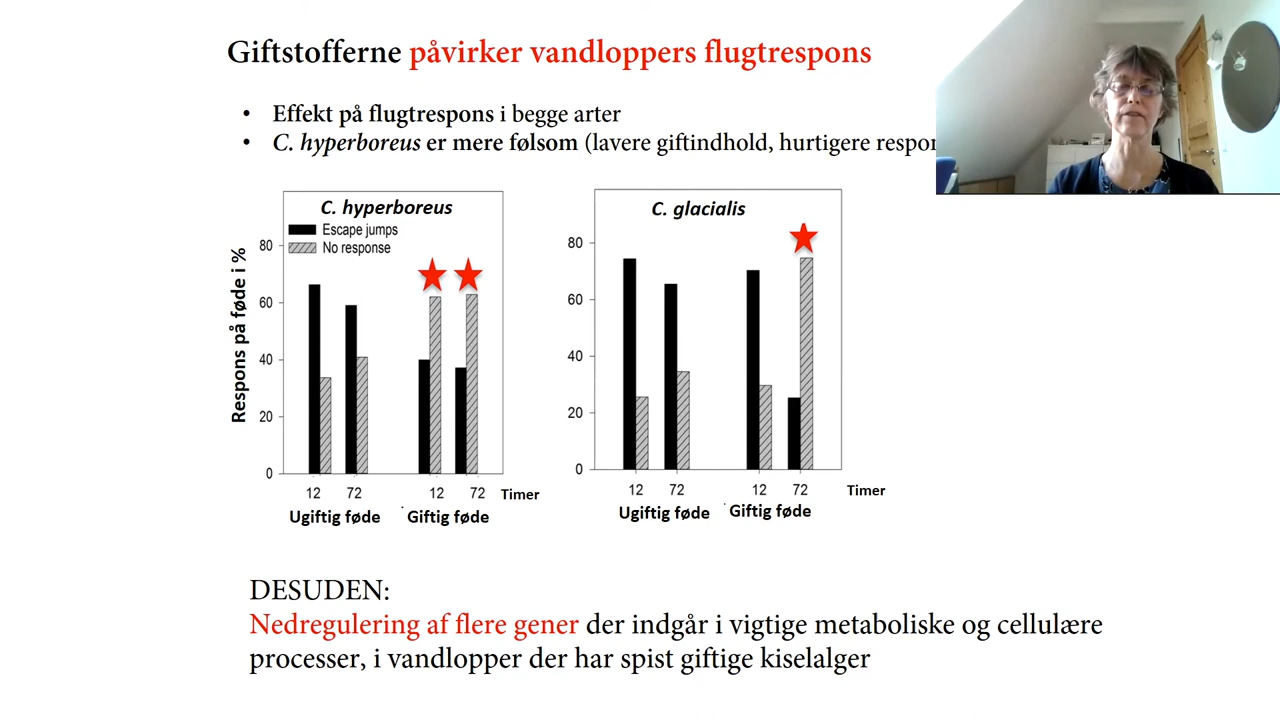 Giftstofferne påvirker vandloppers flugtrespons
• Effekt på flugtrespons i begge arter
• C. hyperboreus er mere følsom (lavere giftindhold, hurtigere respon
C. hyperboreus
Escape jumps
No response
Respons på føde i %
80
60
40
20
0
12 72 12 72 Timer
Ugiftig føde Giftig føde
C. glacialis
80
60
40
20
0
12 72 12 72 Timer
Ugiftig føde Giftig føde
DESUDEN:
Nedregulering af flere gener der indgår i vigtige metaboliske og cellulære
processer, i vandlopper der har spist giftige kiselalger